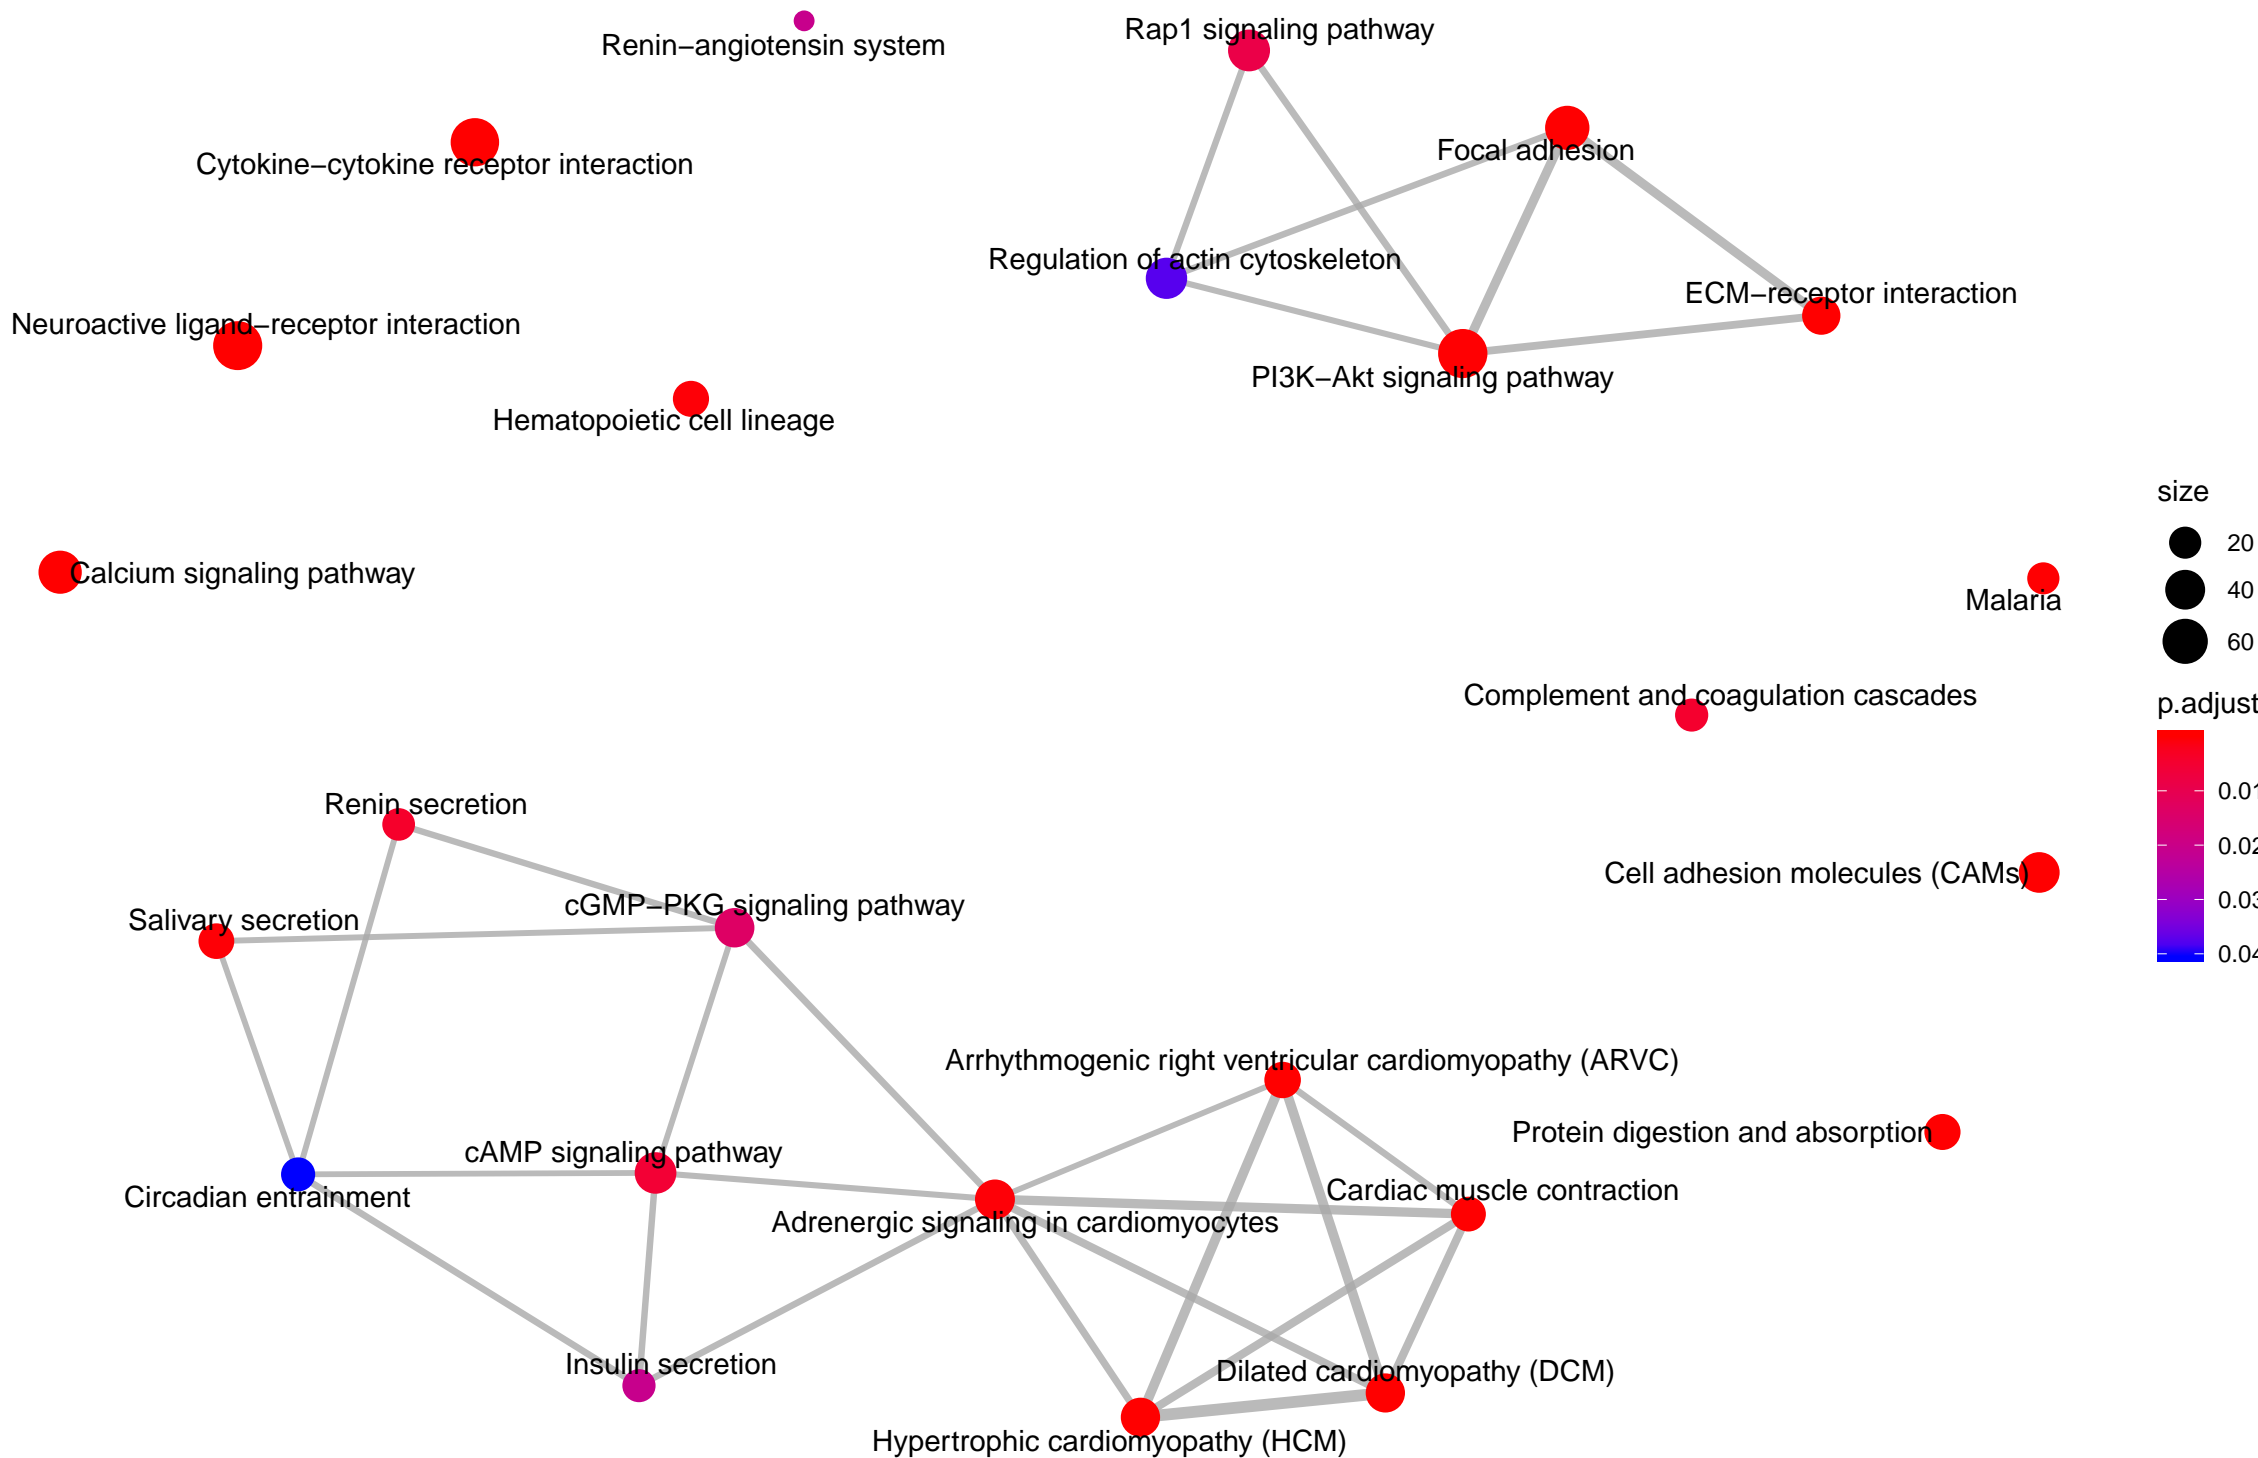 Renin−angiotensin system
Rap1 signaling pathway
Cytokine−cytokine receptor interaction
Focal adhesion
Regulation of actin cytoskeleton
ECM−receptor interaction
Neuroactive ligand−receptor interaction
PI3K−Akt signaling pathway
Hematopoietic cell lineage
size
20
40
60
Calcium signaling pathway
Malaria
Complement and coagulation cascades
p.adjust
0.01
0.02
0.03
0.04
Renin secretion
Cell adhesion molecules (CAMs)
Salivary secretion
cGMP−PKG signaling pathway
Arrhythmogenic right ventricular cardiomyopathy (ARVC)
Protein digestion and absorption
cAMP signaling pathway
Circadian entrainment
Cardiac muscle contraction
Adrenergic signaling in cardiomyocytes
Insulin secretion
Dilated cardiomyopathy (DCM)
Hypertrophic cardiomyopathy (HCM)